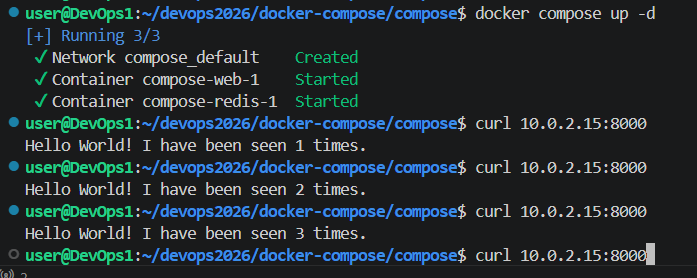 user@DevOps1:~/devops2026/docker-compose/compose$ docker compose up -d
[+] Running 3/3
✔ Network compose_default Created
✔ Container compose-web-1 Started
✔ Container compose-redis-1 Started
user@DevOps1:~/devops2026/docker-compose/compose$ curl 10.0.2.15:8000
Hello World! I have been seen 1 times.
user@DevOps1:~/devops2026/docker-compose/compose$ curl 10.0.2.15:8000
Hello World! I have been seen 2 times.
user@DevOps1:~/devops2026/docker-compose/compose$ curl 10.0.2.15:8000
Hello World! I have been seen 3 times.
user@DevOps1:~/devops2026/docker-compose/compose$ curl 10.0.2.15:8000